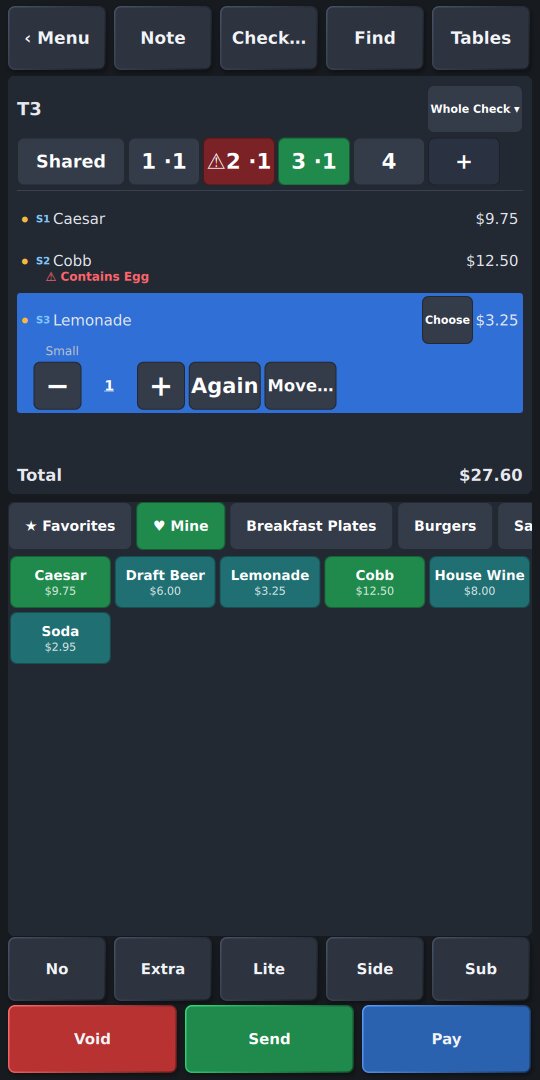 ‹ Menu Note Check... Find Tables
T3 Whole Check ▾
Shared 1 ·1 ⚠2 ·1 3 ·1 4 +
S1 Caesar $9.75
S2 Cobb $12.50
⚠ Contains Egg
S3 Lemonade Choose $3.25
Small
− 1 + Again Move...
Total $27.60
★ Favorites ♥ Mine Breakfast Plates Burgers Sa
Caesar Draft Beer Lemonade Cobb House Wine
$9.75 $6.00 $3.25 $12.50 $8.00
Soda
$2.95
No Extra Lite Side Sub
Void Send Pay